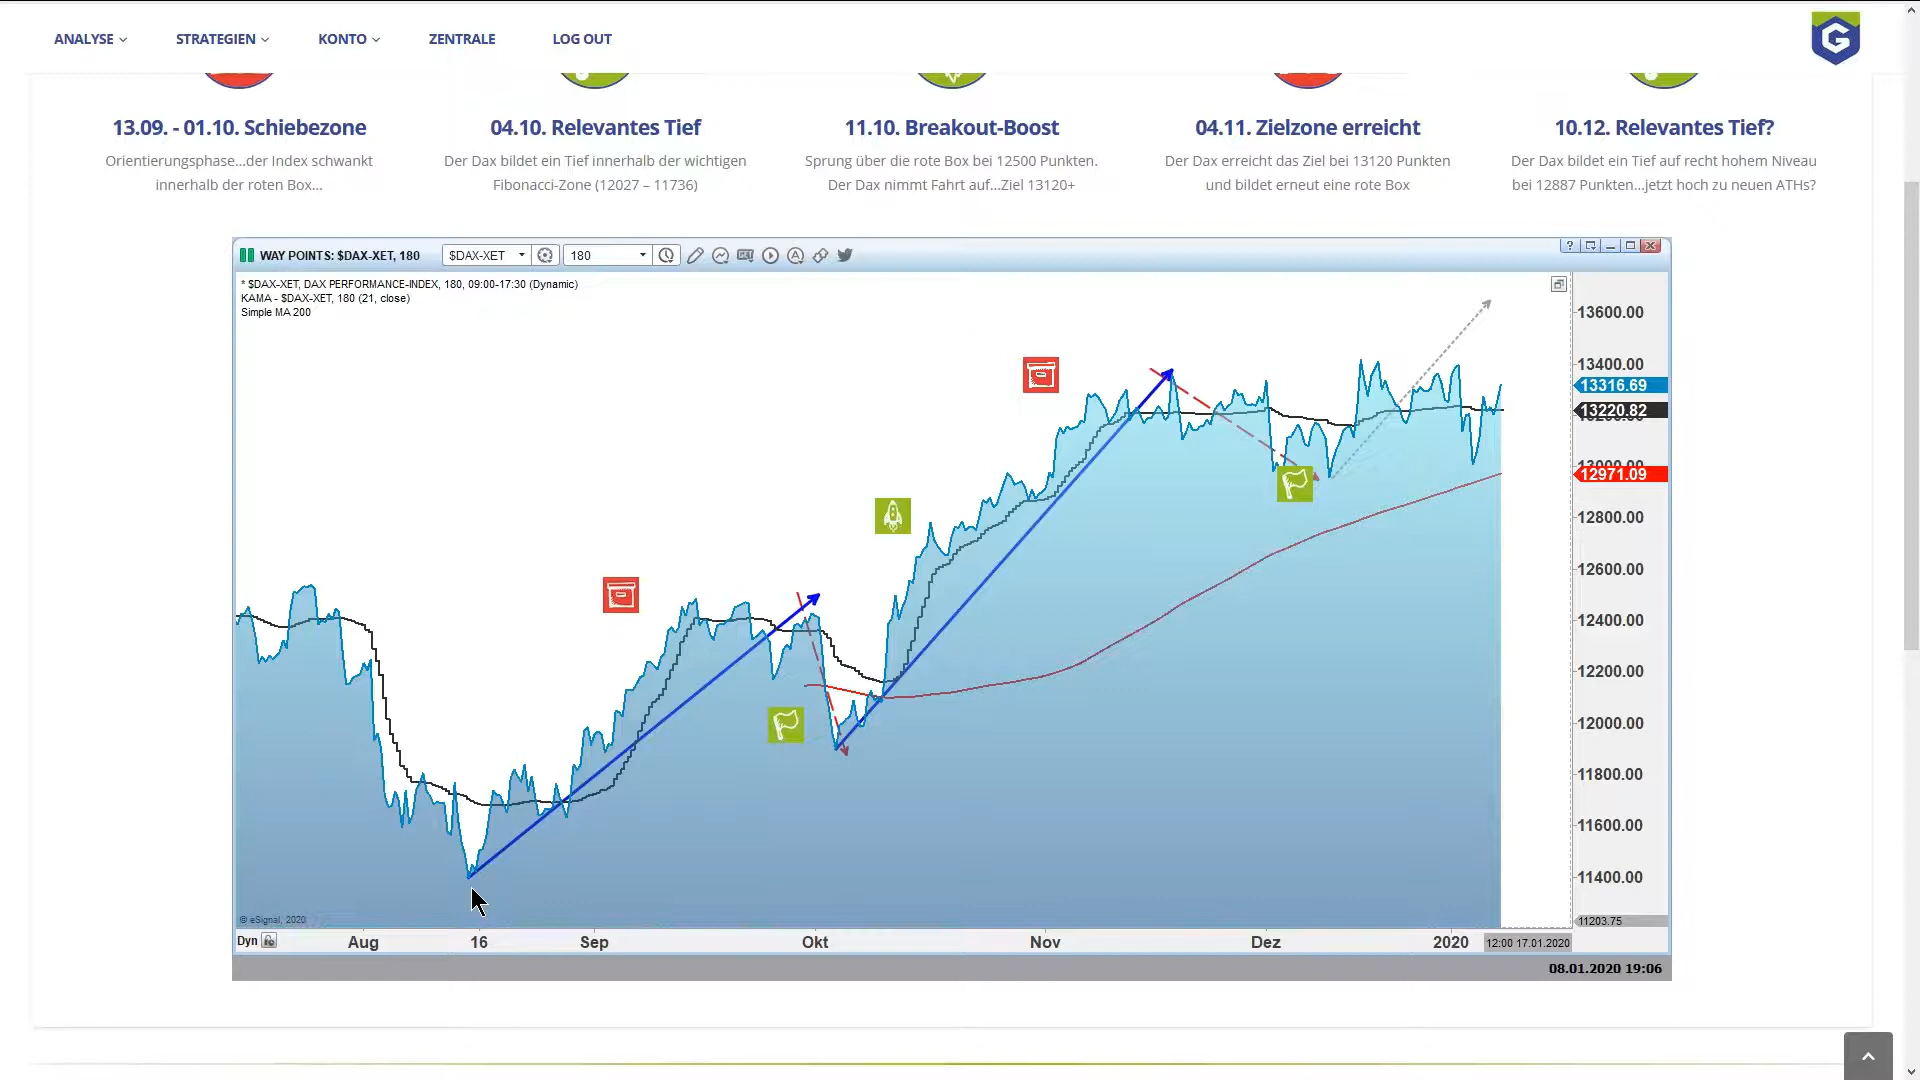 ANALYSE STRATEGIEN KONTO ZENTRALE LOG OUT
G
13.09. - 01.10. Schiebezone
Orientierungsphase...der Index schwankt
innerhalb der roten Box...
04.10. Relevantes Tief
Der Dax bildet ein Tief innerhalb der wichtigen
Fibonacci-Zone (12027 – 11736)
11.10. Breakout-Boost
Sprung über die rote Box bei 12500 Punkten.
Der Dax nimmt Fahrt auf...Ziel 13120+
04.11. Zielzone erreicht
Der Dax erreicht das Ziel bei 13120 Punkten
und bildet erneut eine rote Box
10.12. Relevantes Tief?
Der Dax bildet ein Tief auf recht hohem Niveau
bei 12887 Punkten...jetzt hoch zu neuen ATHs?
WAY POINTS: $DAX-XET, 180 $DAX-XET 180
* $DAX-XET, DAX PERFORMANCE-INDEX, 180, 09:00-17:30 (Dynamic)
KAMA - $DAX-XET, 180 (21, close)
Simple MA 200
13600.00
13400.00
13316.69
13220.82
13000.00
12971.09
12800.00
12600.00
12400.00
12200.00
12000.00
11800.00
11600.00
11400.00
11203.75
© eSignal, 2020
Dyn Aug 16 Sep Okt Nov Dez 2020 12:00 17.01.2020
08.01.2020 19:06